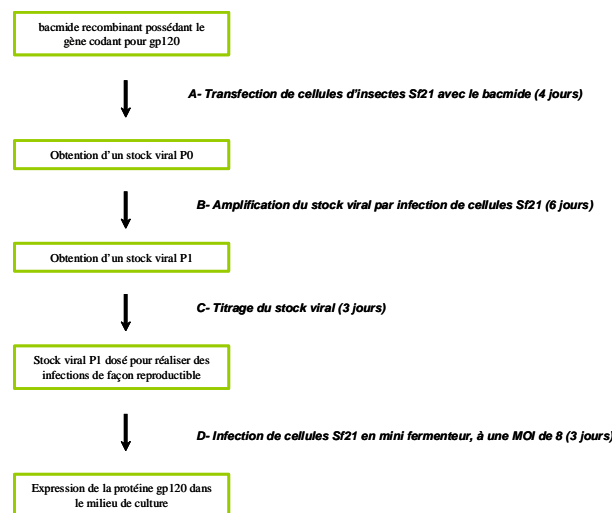 bacmide recombinant possédant le
gène codant pour gp120
A- Transfection de cellules d'insectes Sf21 avec le bacmide (4 jours)
Obtention d'un stock viral P0
B- Amplification du stock viral par infection de cellules Sf21 (6 jours)
Obtention d'un stock viral P1
C- Titrage du stock viral (3 jours)
Stock viral P1 dosé pour réaliser des
infections de façon reproductible
D- Infection de cellules Sf21 en mini fermenteur, à une MOI de 8 (3 jours)
Expression de la protéine gp120 dans
le milieu de culture